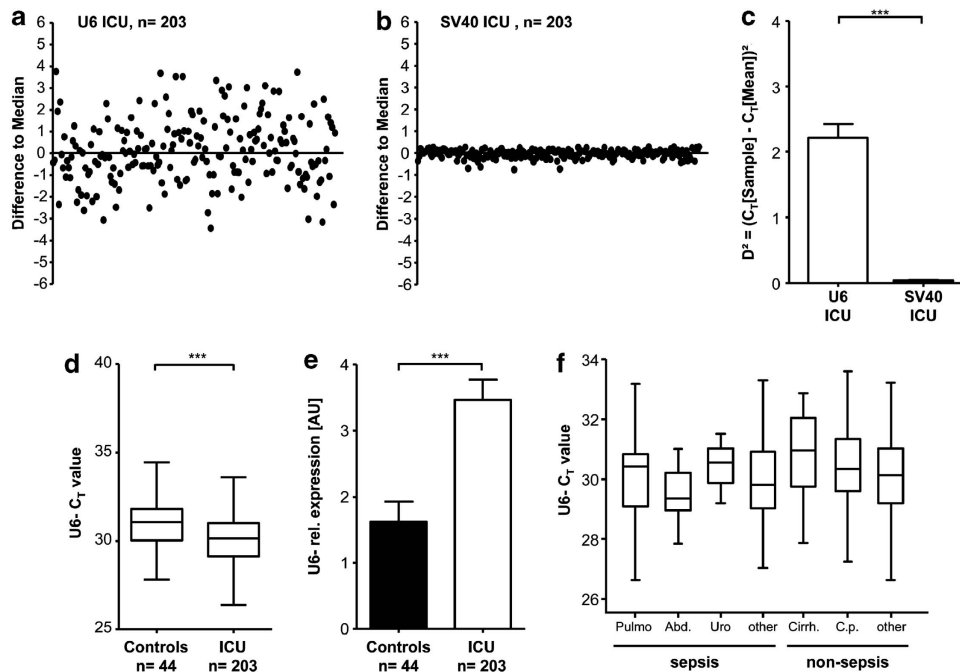 a
U6 ICU, n= 203
Difference to Median
6
5
4
3
2
1
0
-1
-2
-3
-4
-5
-6
b
SV40 ICU , n= 203
Difference to Median
6
5
4
3
2
1
0
-1
-2
-3
-4
-5
-6
c
***
D² = (C_T[Sample] - C_T[Mean])²
4
3
2
1
0
U6 ICU
SV40 ICU
d
***
U6- C_T value
40
35
30
25
Controls n= 44
ICU n= 203
e
***
U6- rel. expression [AU]
4
3
2
1
0
Controls n= 44
ICU n= 203
f
U6- C_T value
34
32
30
28
26
Pulmo Abd. Uro other Cirrh. C.p. other
sepsis non-sepsis